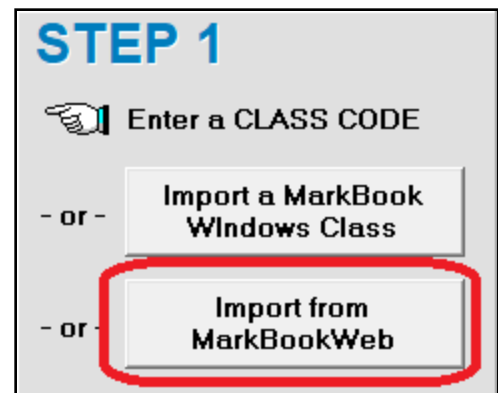 STEP 1
Enter a CLASS CODE
- or -
Import a MarkBook
WIndows Class
- or -
Import from
MarkBookWeb